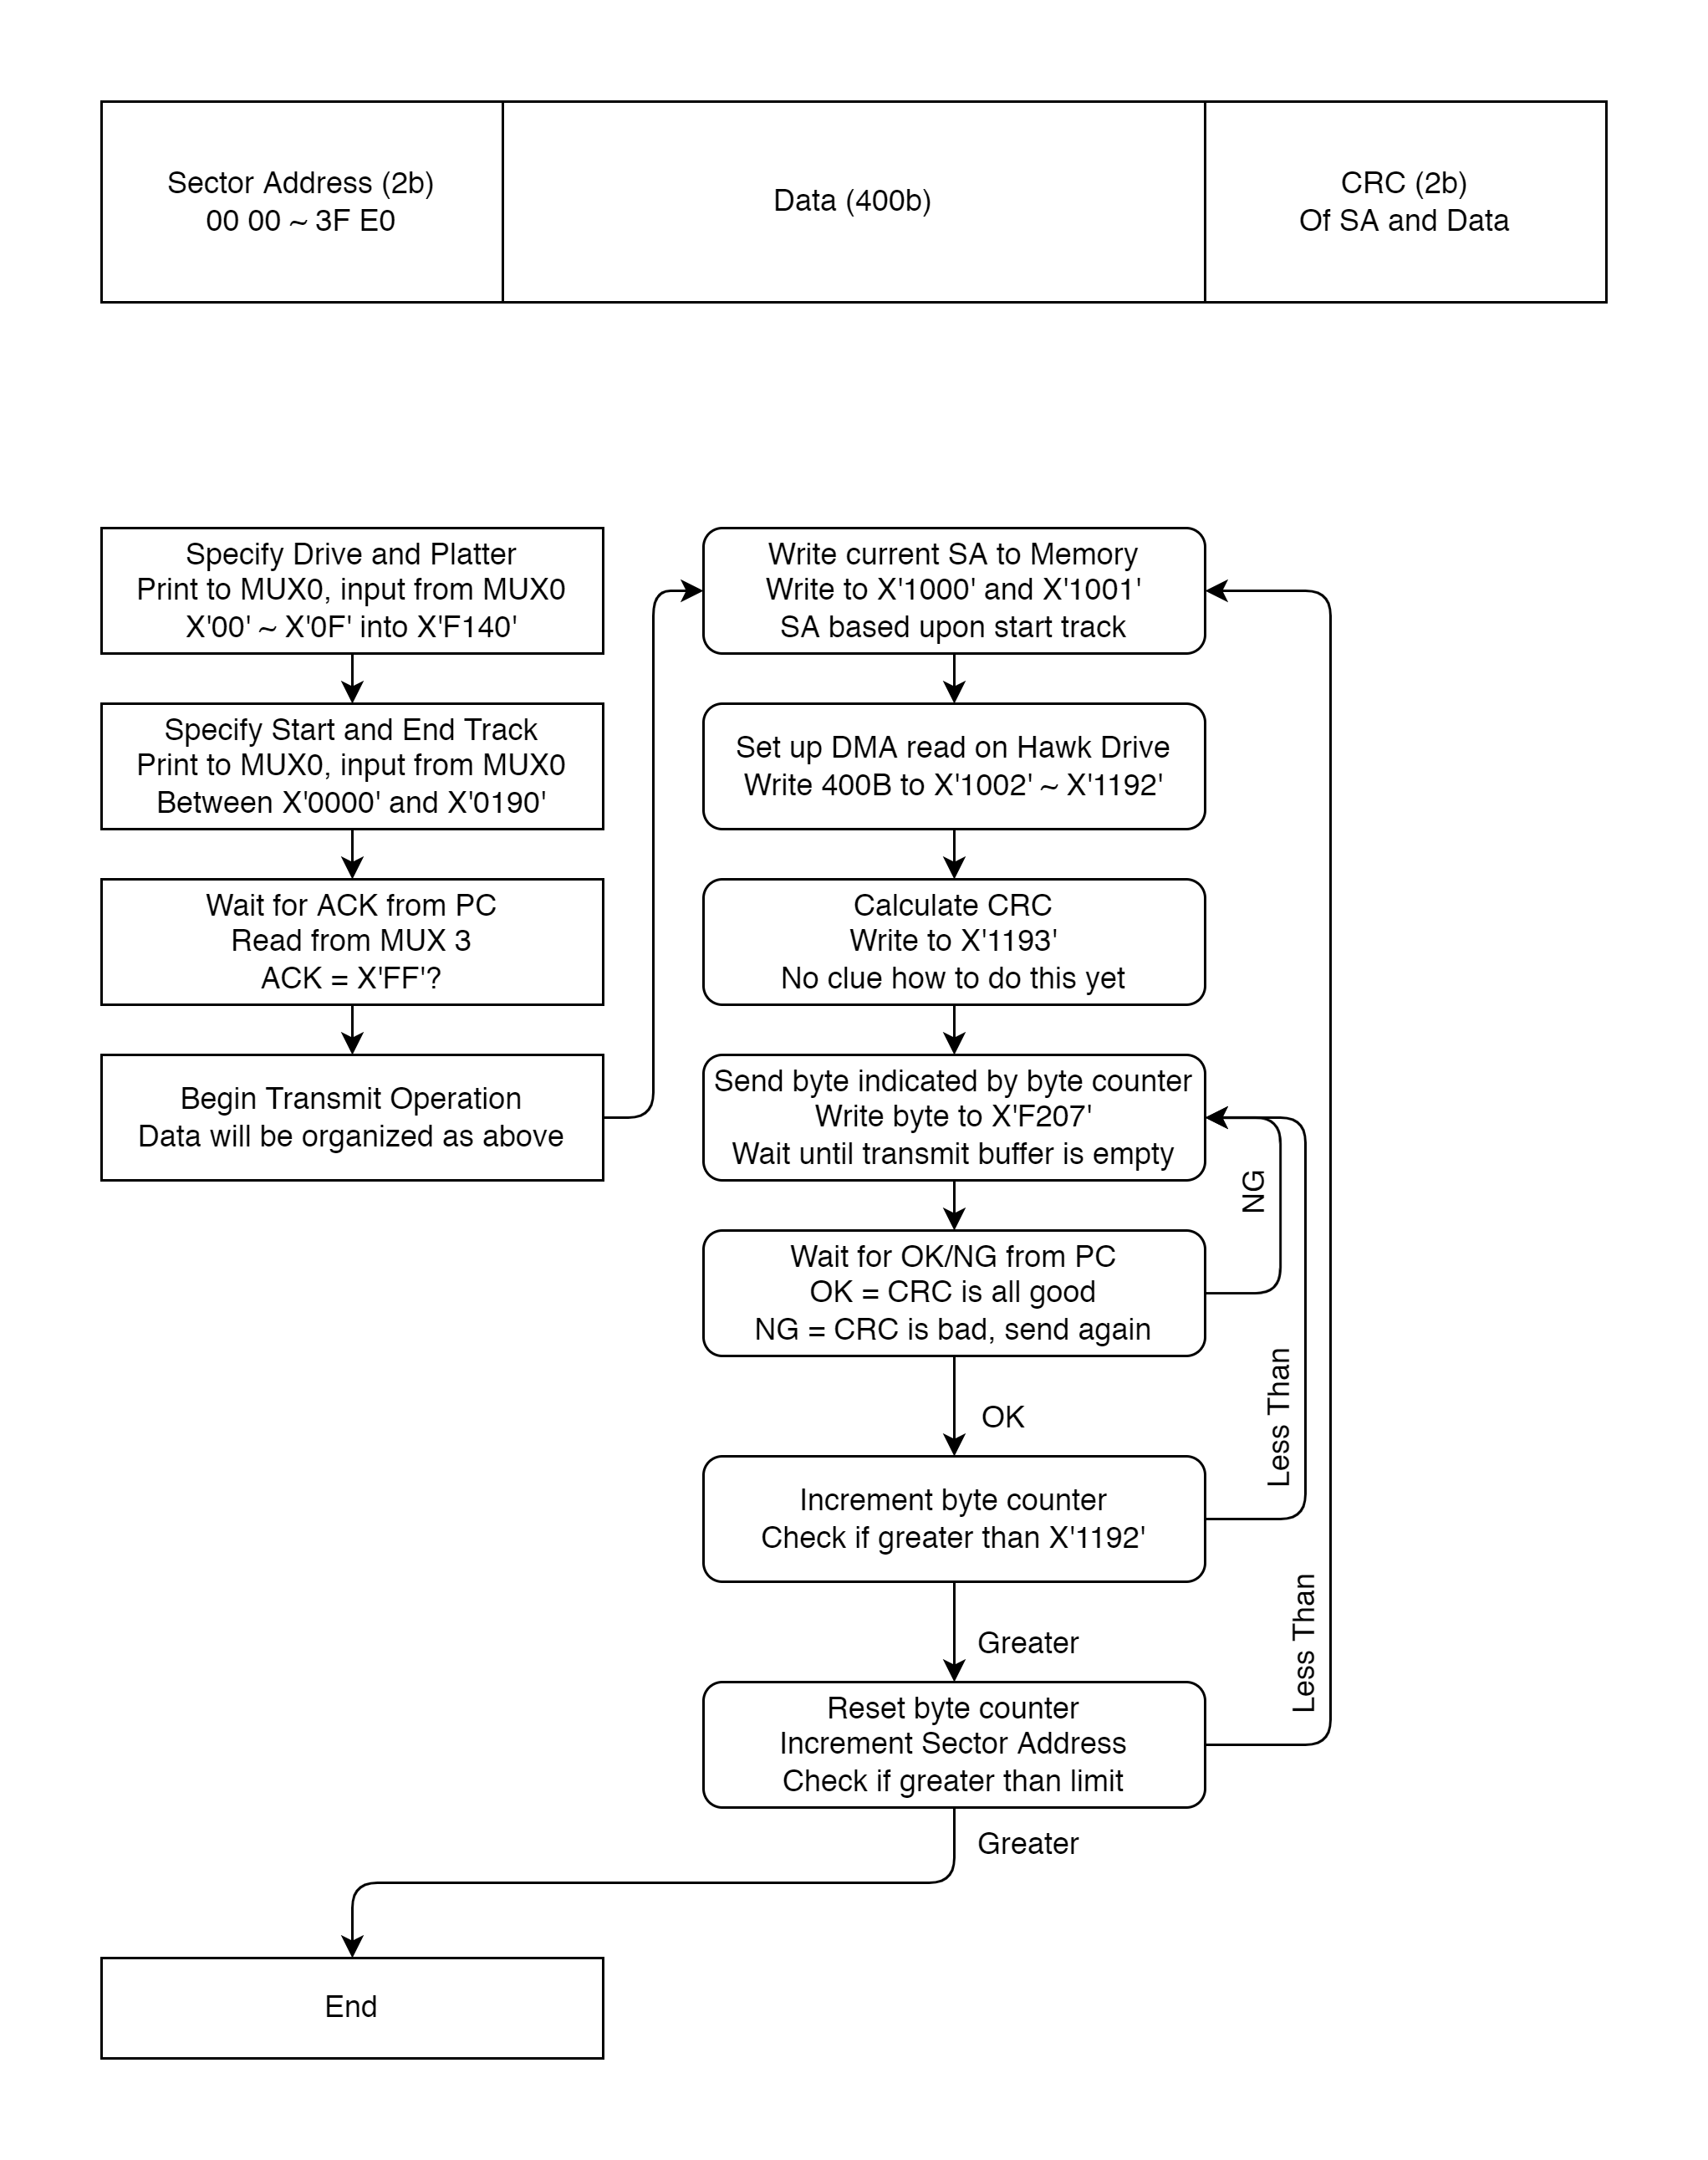 Sector Address (2b)
00 00 ~ 3F E0
Data (400b)
CRC (2b)
Of SA and Data
Specify Drive and Platter
Print to MUX0, input from MUX0
X'00' ~ X'0F' into X'F140'
Specify Start and End Track
Print to MUX0, input from MUX0
Between X'0000' and X'0190'
Wait for ACK from PC
Read from MUX 3
ACK = X'FF'?
Begin Transmit Operation
Data will be organized as above
Write current SA to Memory
Write to X'1000' and X'1001'
SA based upon start track
Set up DMA read on Hawk Drive
Write 400B to X'1002' ~ X'1192'
Calculate CRC
Write to X'1193'
No clue how to do this yet
Send byte indicated by byte counter
Write byte to X'F207'
Wait until transmit buffer is empty
NG
Wait for OK/NG from PC
OK = CRC is all good
NG = CRC is bad, send again
OK
Less Than
Increment byte counter
Check if greater than X'1192'
Greater
Less Than
Reset byte counter
Increment Sector Address
Check if greater than limit
Greater
End